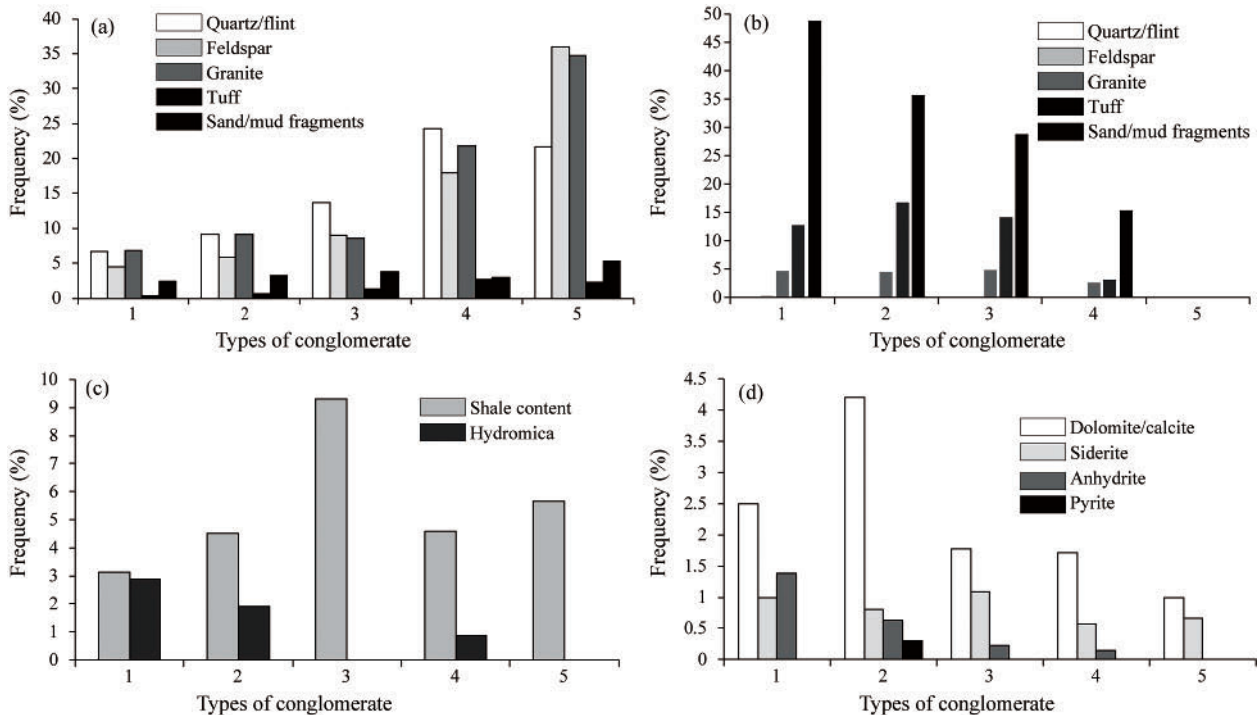 (a)
Quartz/flint
Feldspar
Granite
Tuff
Sand/mud fragments
Frequency (%)
40
35
30
25
20
15
10
5
0
1 2 3 4 5
Types of conglomerate
(b)
Quartz/flint
Feldspar
Granite
Tuff
Sand/mud fragments
Frequency (%)
50
45
40
35
30
25
50
15
10
5
0
1 2 3 4 5
Types of conglomerate
(c)
Shale content
Hydromica
Frequency (%)
10
9
8
7
6
5
4
3
2
1
0
1 2 3 4 5
Types of conglomerate
(d)
Dolomite/calcite
Siderite
Anhydrite
Pyrite
Frequency (%)
4.5
4
3.5
3
2.5
2
1.5
1
0.5
0
1 2 3 4 5
Types of conglomerate